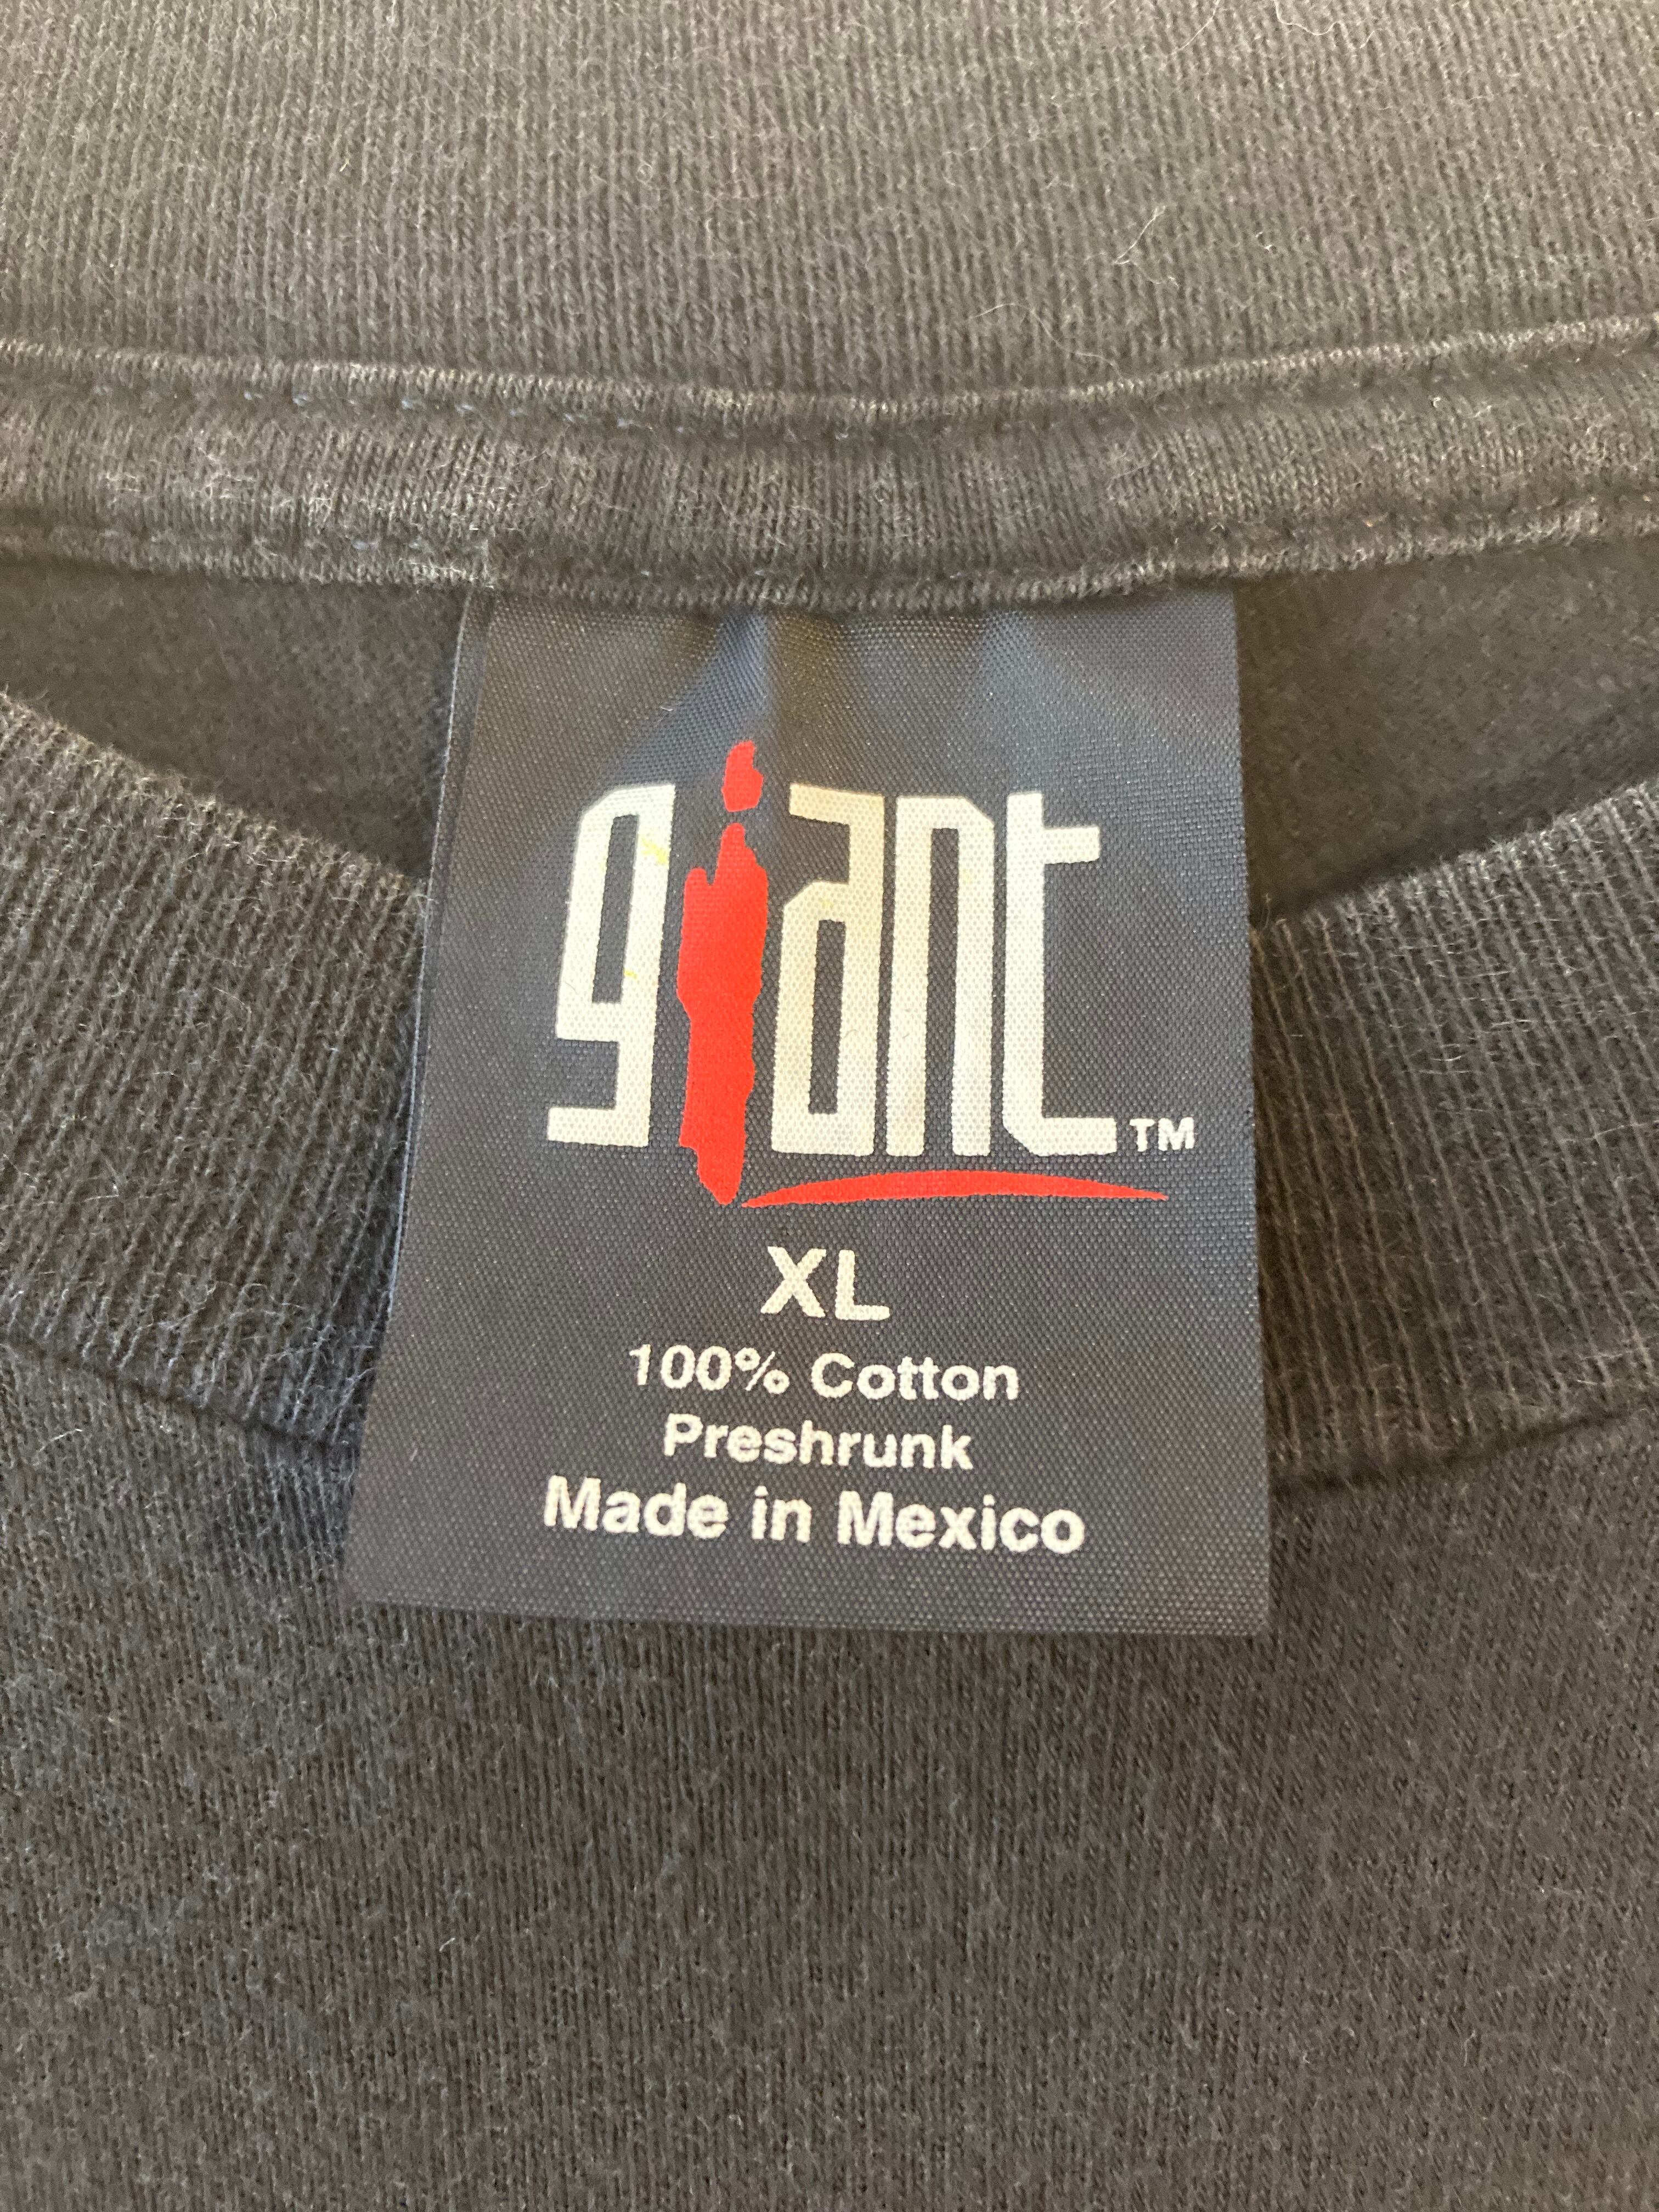 giant™
XL
100% Cotton
Preshrunk
Made in Mexico